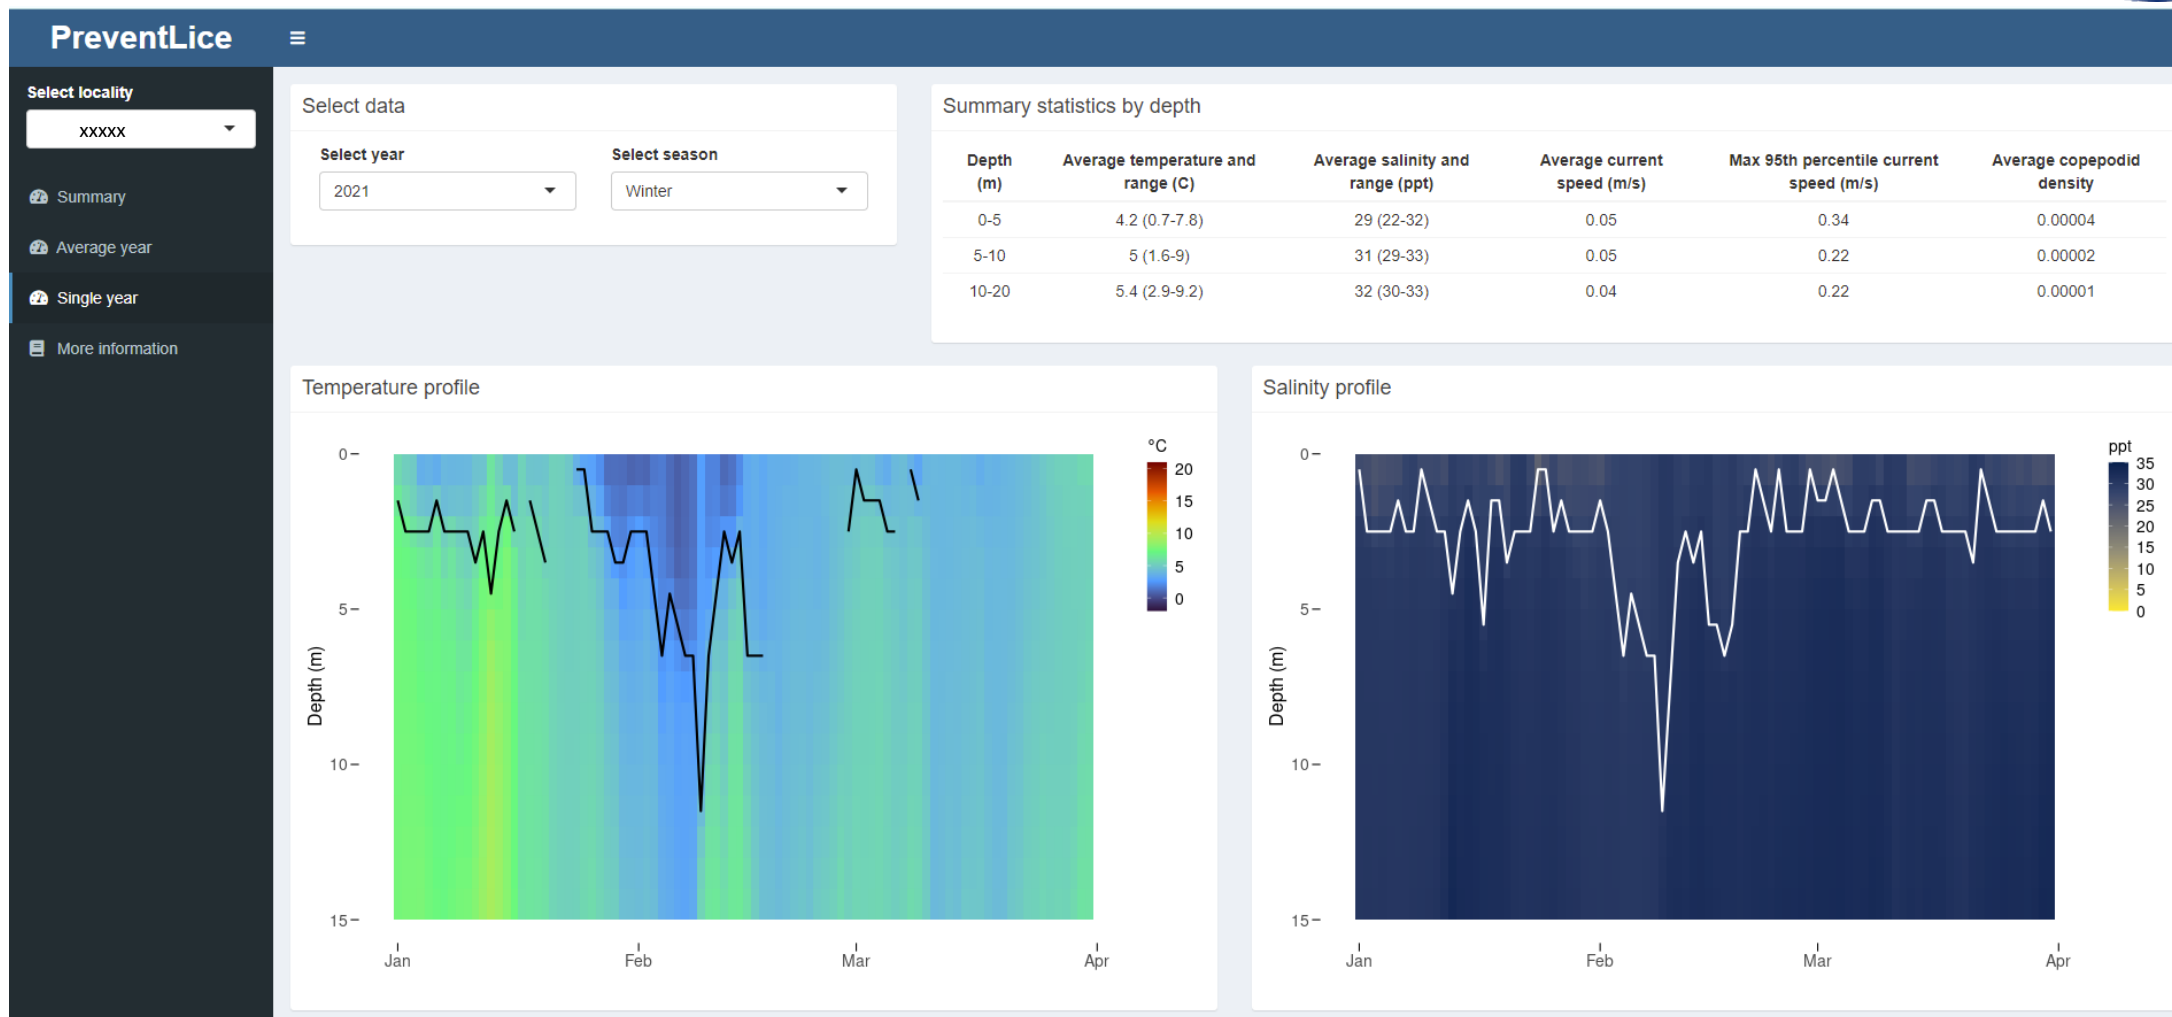 PreventLice
Select locality
xxxxx
Summary
Average year
Single year
More information
Select data
Select year
Select season
2021
Winter
Summary statistics by depth
Depth (m) Average temperature and range (C) Average salinity and range (ppt) Average current speed (m/s) Max 95th percentile current speed (m/s) Average copepodid density
0-5 4.2 (0.7-7.8) 29 (22-32) 0.05 0.34 0.00004
5-10 5 (1.6-9) 31 (29-33) 0.05 0.22 0.00002
10-20 5.4 (2.9-9.2) 32 (30-33) 0.04 0.22 0.00001
Temperature profile
°C
20
15
10
5
0
0
5
10
15
Depth (m)
Jan Feb Mar Apr
Salinity profile
ppt
35
30
25
20
15
10
5
0
0
5
10
15
Depth (m)
Jan Feb Mar Apr